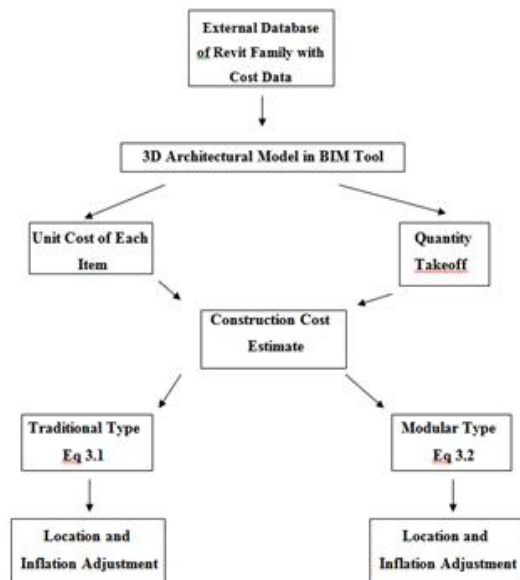 External Database
of Revit Family with
Cost Data
3D Architectural Model in BIM Tool
Unit Cost of Each
Item
Quantity
Takeoff
Construction Cost
Estimate
Traditional Type
Eq 3.1
Modular Type
Eq 3.2
Location and
Inflation Adjustment
Location and
Inflation Adjustment